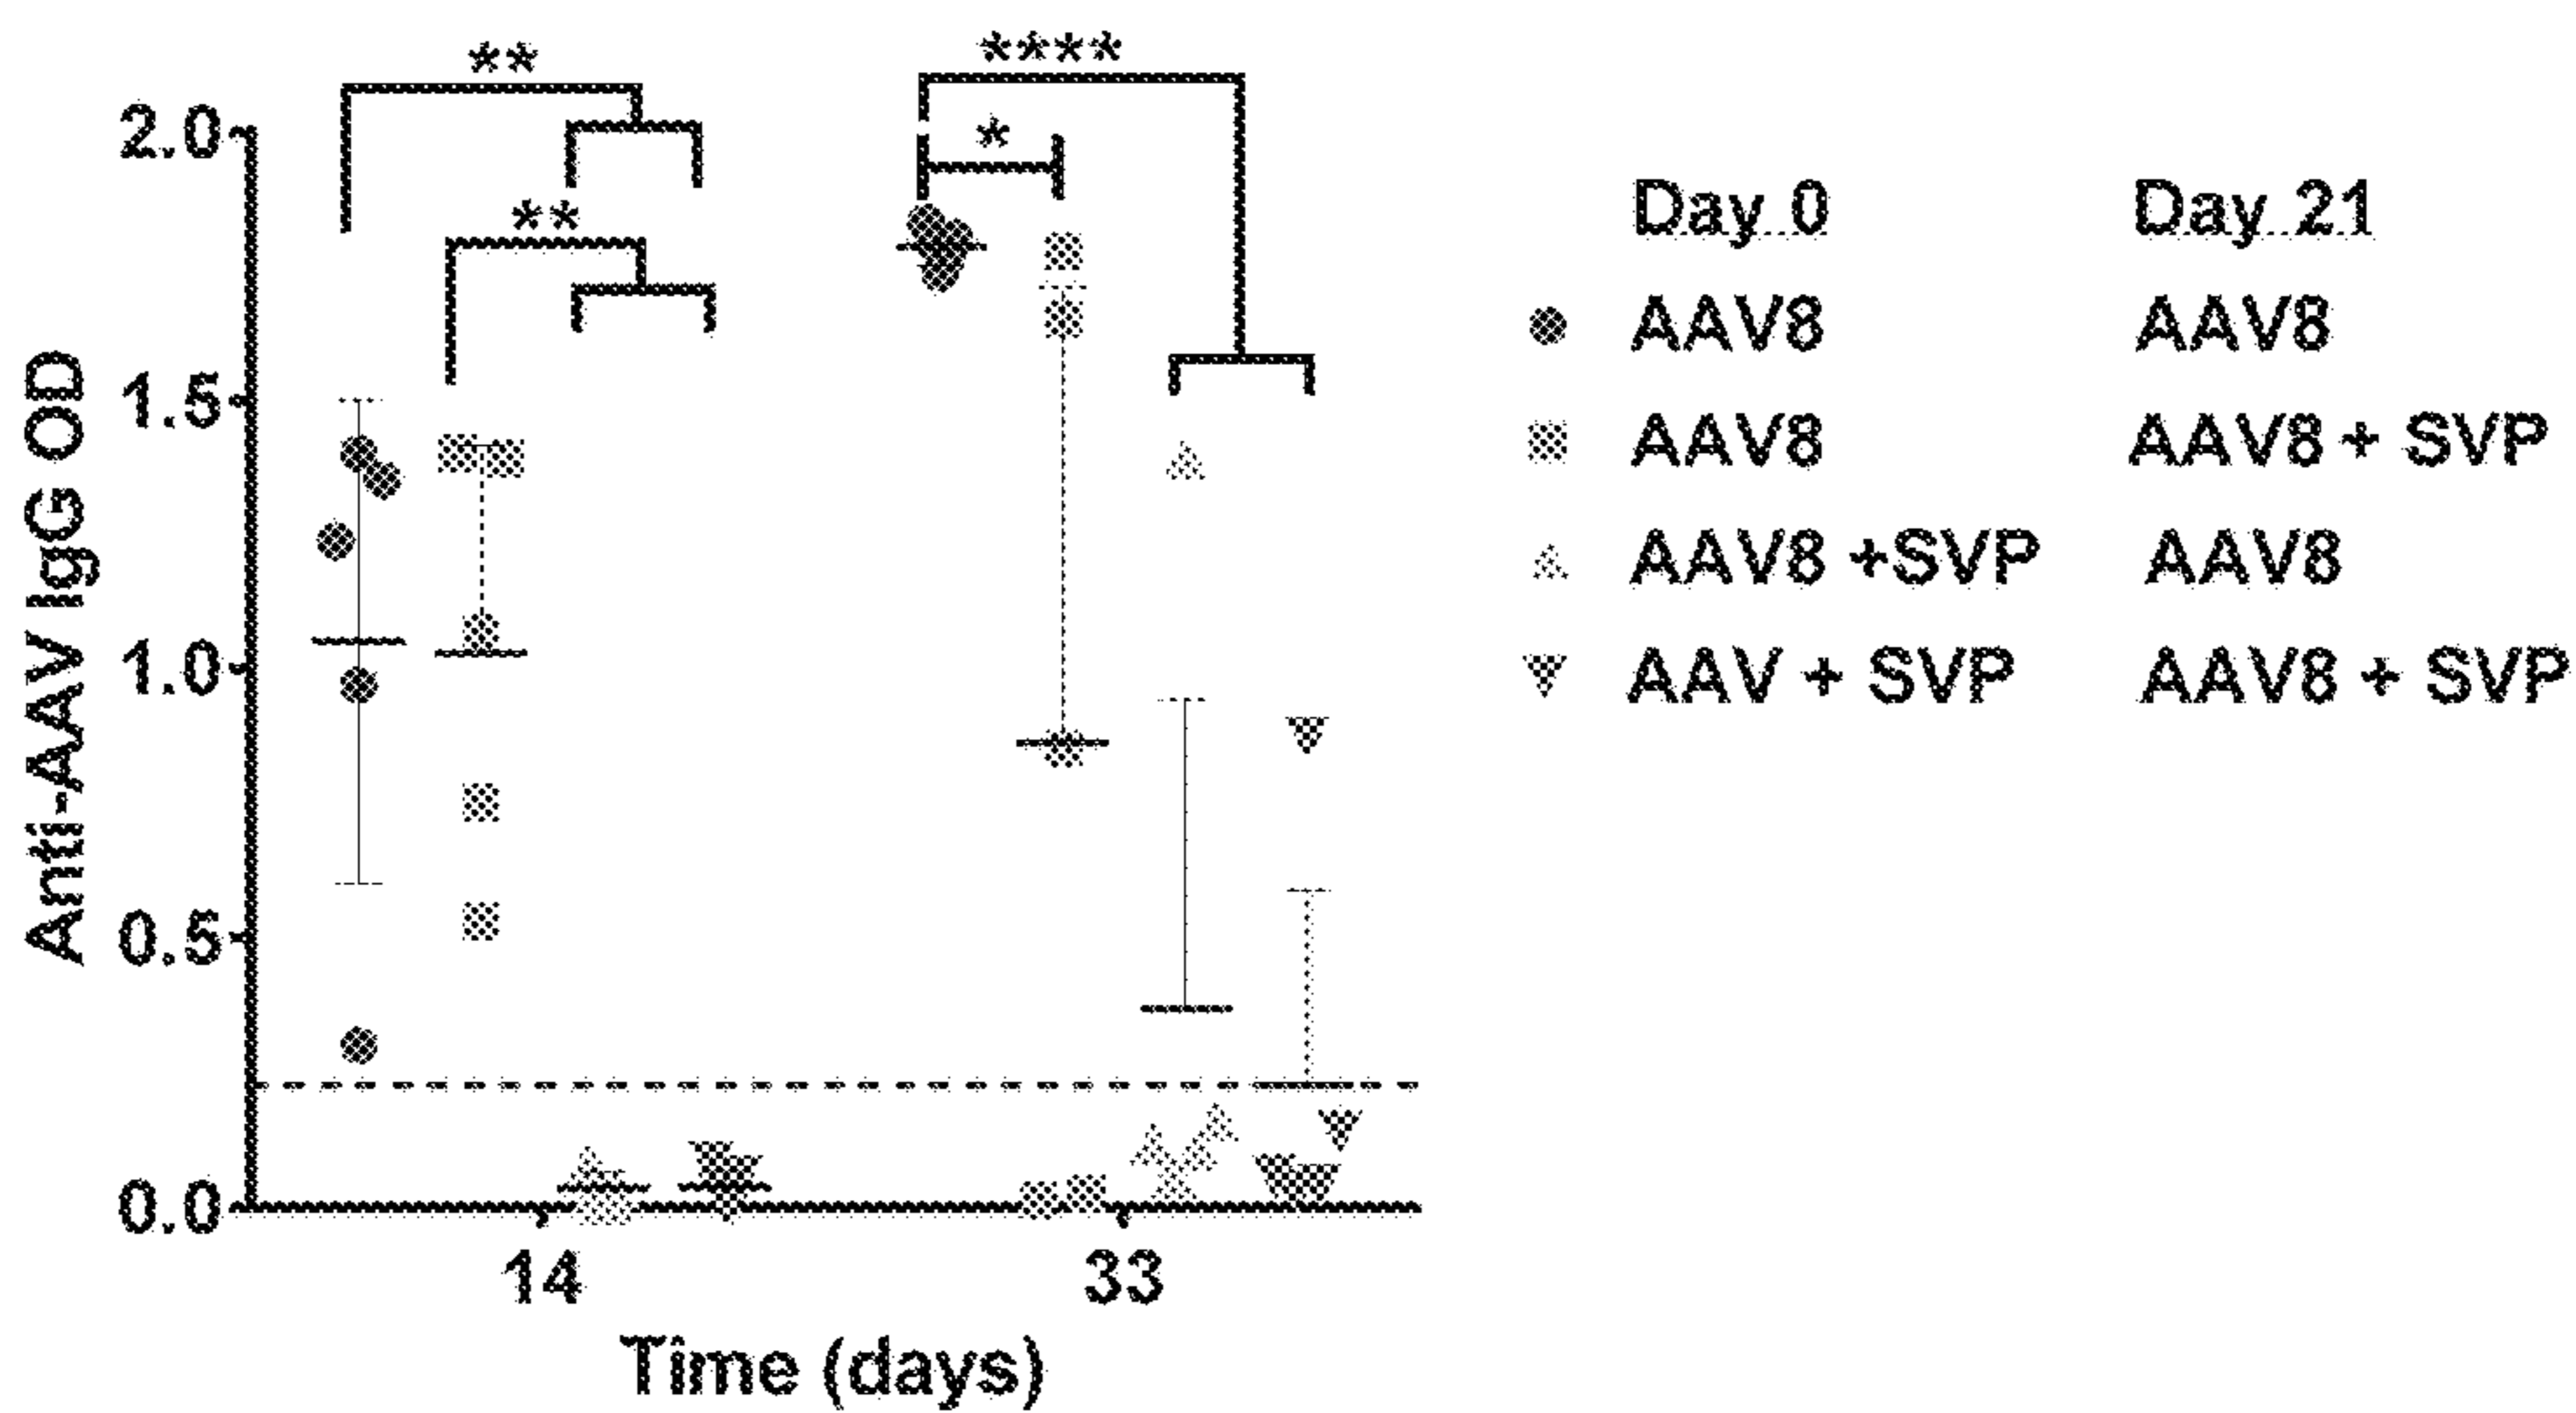 ** ****
*
**
2.0
1.5
1.0
0.5
0.0
Anti-AAV IgG OD
14 33
Time (days)
Day 0 Day 21
AAV8 AAV8
AAV8 AAV8 + SVP
AAV8 +SVP AAV8
AAV + SVP AAV8 + SVP